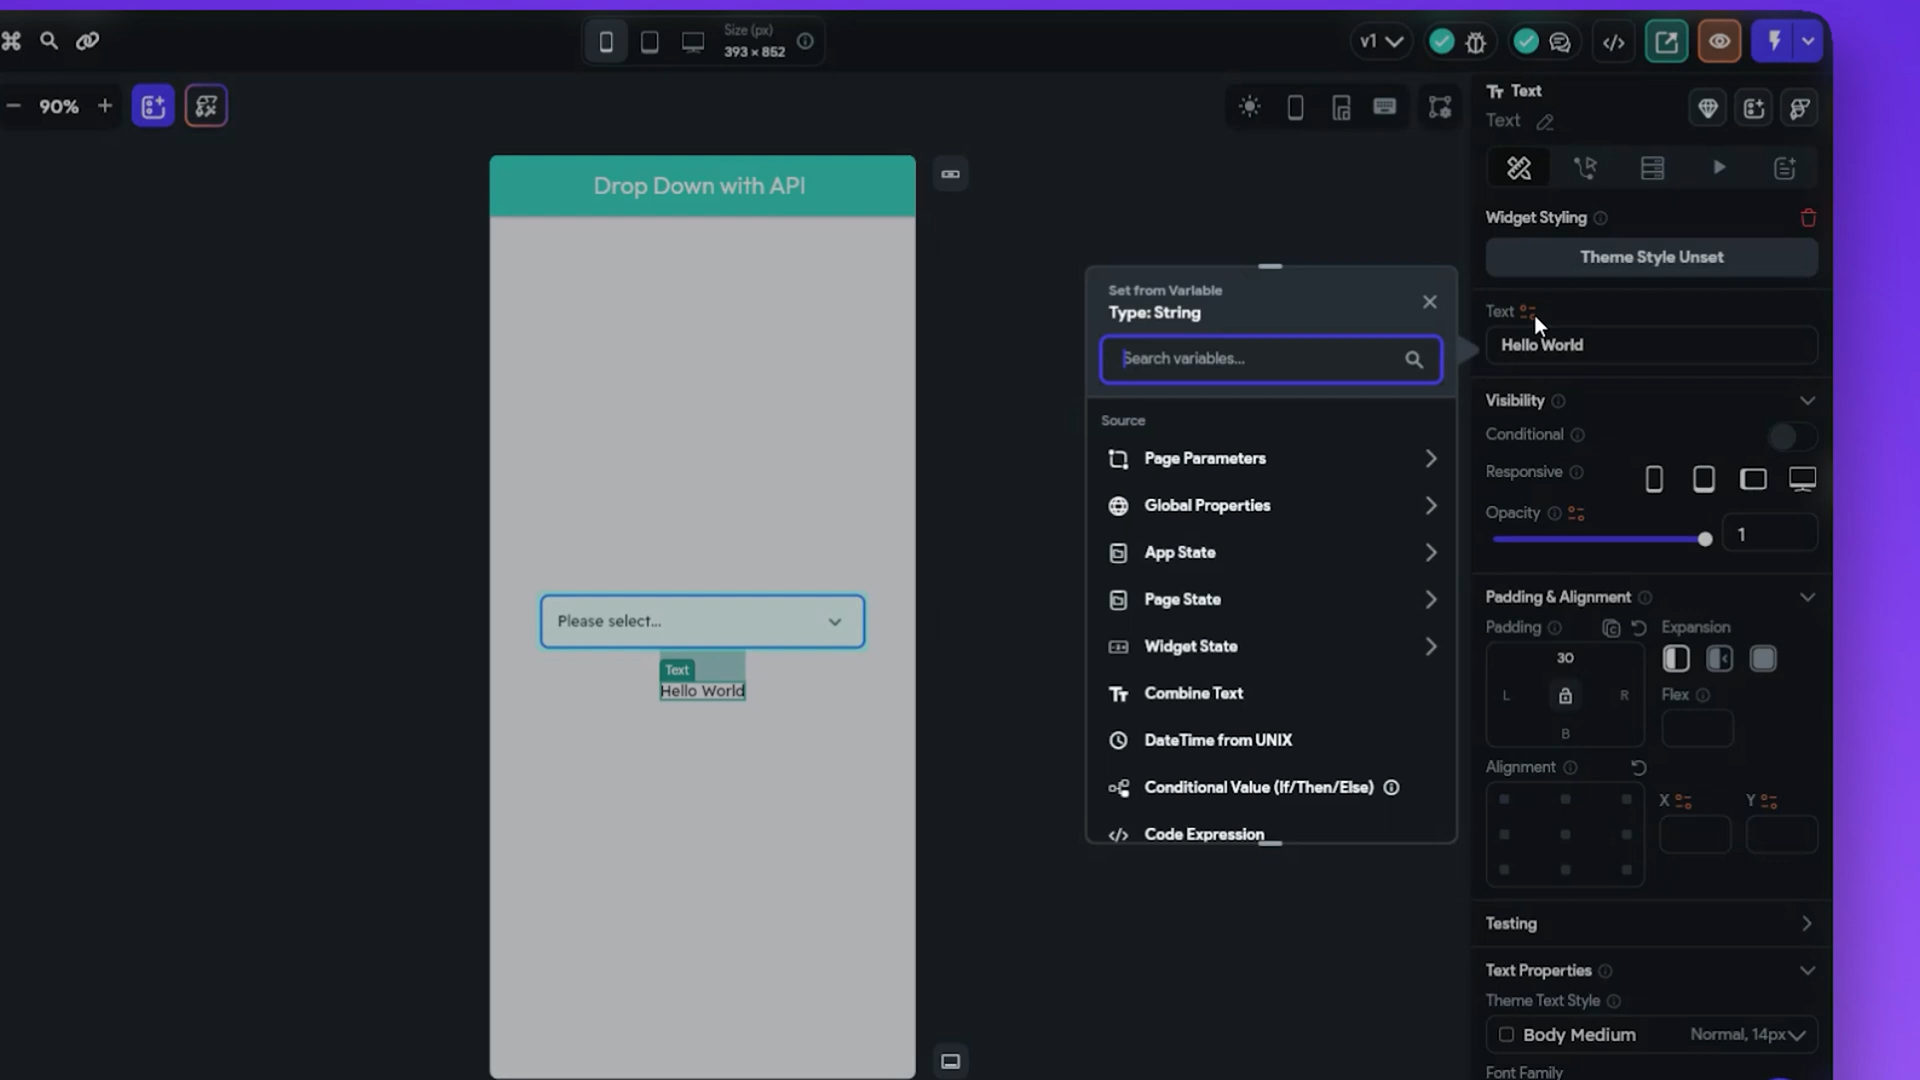 Size (px)
393 × 852
v1
90%
Drop Down with API
Please select...
Text
Hello World
Set from Variable
Type: String
Search variables...
Source
Page Parameters
Global Properties
App State
Page State
Widget State
Combine Text
DateTime from UNIX
Conditional Value (If/Then/Else)
Code Expression
Text
Text
Widget Styling
Theme Style Unset
Text
Hello World
Visibility
Conditional
Responsive
Opacity
1
Padding & Alignment
Padding
Expansion
30
L
R
B
Flex
Alignment
X
Y
Testing
Text Properties
Theme Text Style
Body Medium
Normal, 14px
Font Family